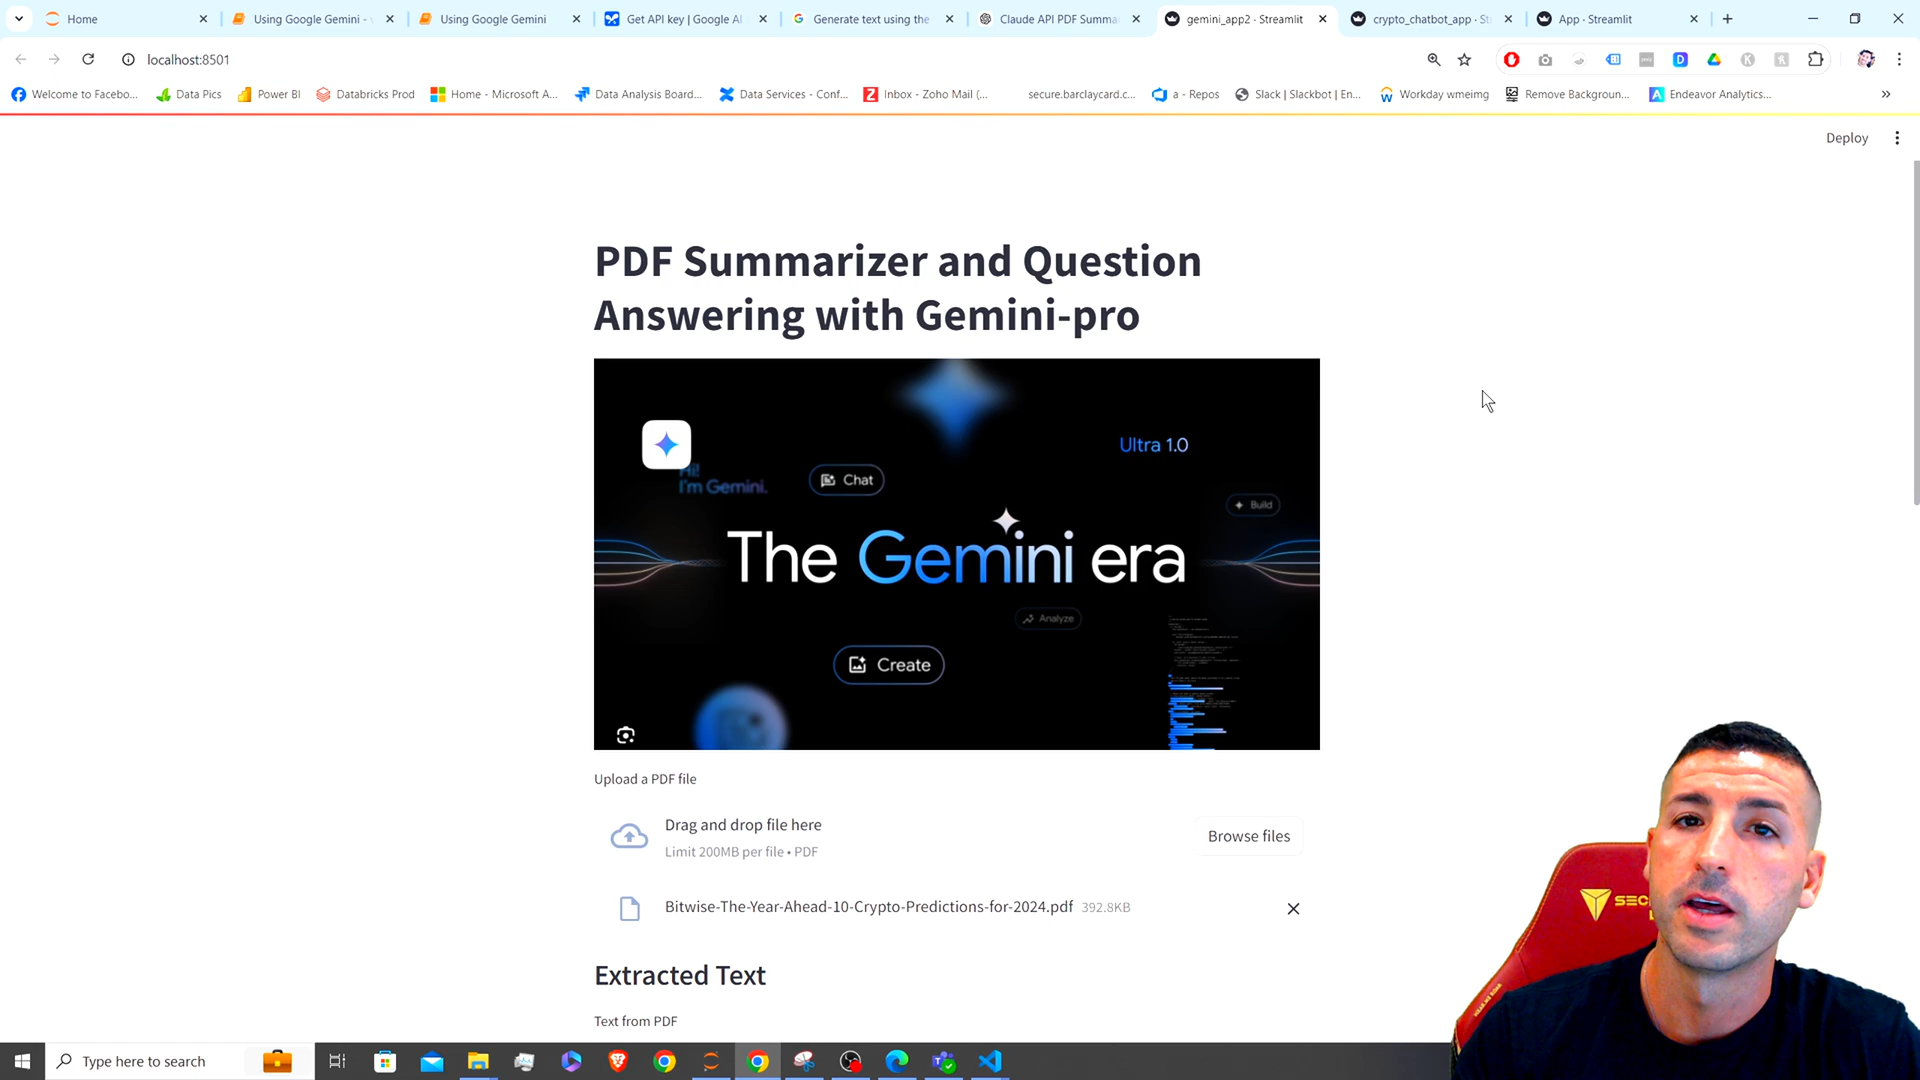 Home
Using Google Gemini -
Using Google Gemini
Get API key | Google AI
Generate text using the
Claude API PDF Summa
gemini_app2 · Streamlit
crypto_chatbot_app · St
App · Streamlit
localhost:8501
Welcome to Facebo...
Data Pics
Power BI
Databricks Prod
Home - Microsoft A...
Data Analysis Board...
Data Services - Conf...
Inbox - Zoho Mail (...
secure.barclaycard.c...
a - Repos
Slack | Slackbot | En...
Workday wmeimg
Remove Backgroun...
Endeavor Analytics...
Deploy
PDF Summarizer and Question
Answering with Gemini-pro
Ultra 1.0
Hi!
I'm Gemini.
Chat
Build
The Gemini era
Analyze
Create
Upload a PDF file
Drag and drop file here
Limit 200MB per file • PDF
Browse files
Bitwise-The-Year-Ahead-10-Crypto-Predictions-for-2024.pdf 392.8KB
Extracted Text
Text from PDF
Type here to search